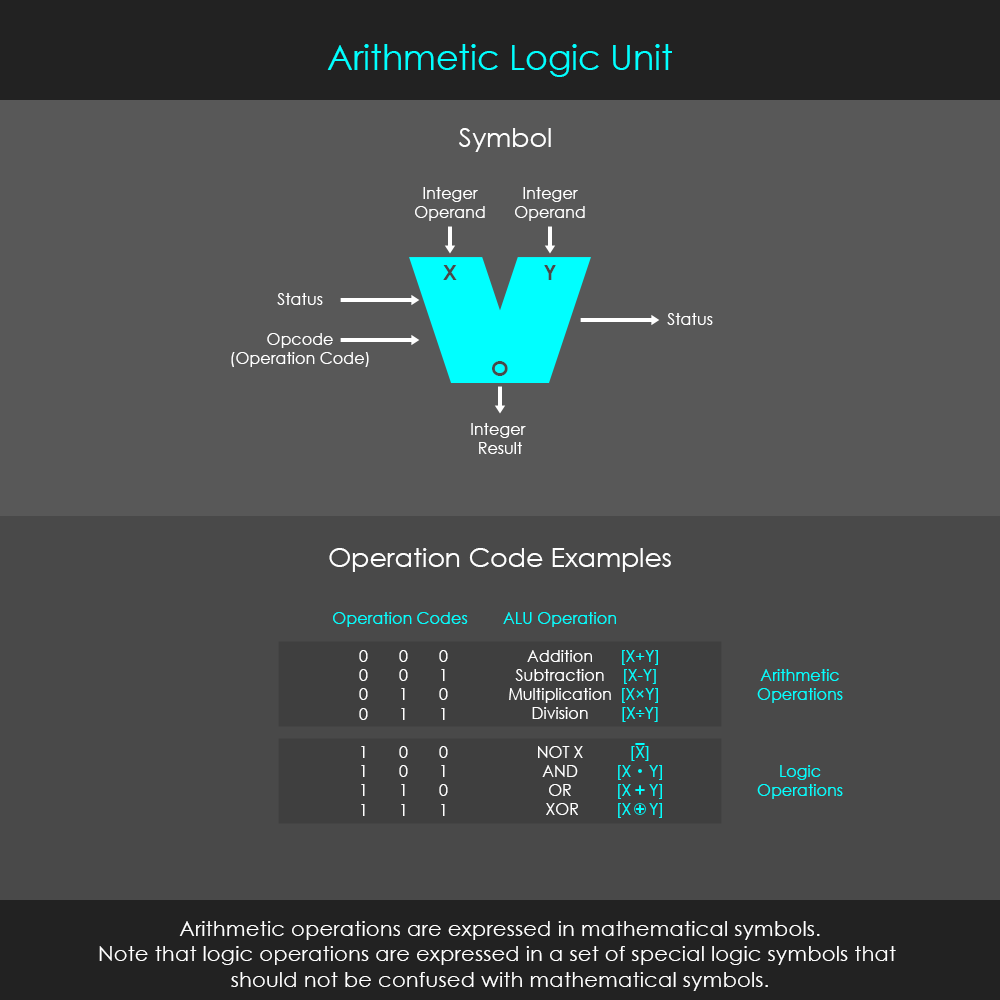 Arithmetic Logic Unit
Symbol
Integer Operand
Integer Operand
X
Y
Status
Opcode
(Operation Code)
Status
O
Integer
Result
Operation Code Examples
Operation Codes ALU Operation
0 0 0 Addition [X+Y]
0 0 1 Subtraction [X-Y]
0 1 0 Multiplication [X×Y]
0 1 1 Division [X÷Y]
Arithmetic
Operations
1 0 0 NOT X [X̅]
1 0 1 AND [X · Y]
1 1 0 OR [X + Y]
1 1 1 XOR [X ⊕ Y]
Logic
Operations
Arithmetic operations are expressed in mathematical symbols.
Note that logic operations are expressed in a set of special logic symbols that
should not be confused with mathematical symbols.